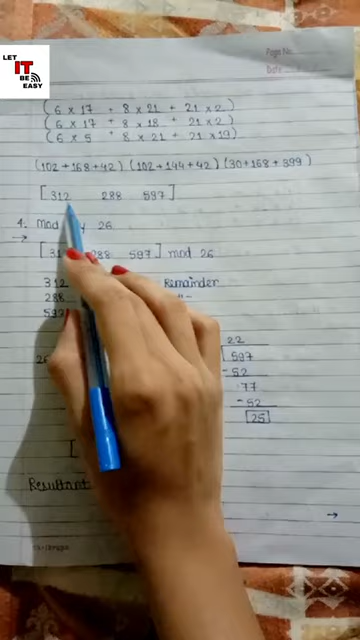 LET
IT
BE
EASY
Page No.
Date
(6 x 17 + 8 x 21 + 21 x 2)
(6 x 17 + 8 x 18 + 21 x 2)
(6 x 5 + 8 x 21 + 21 x 19)
(102 + 168 + 42) (102 + 144 + 42) (30 + 168 + 399)
[312 288 597]
4. mod 26
→ [ 288 597] mod 26
312 Remainder
288
597
22
597
- 52
77
- 52
25
[
Resultant
→